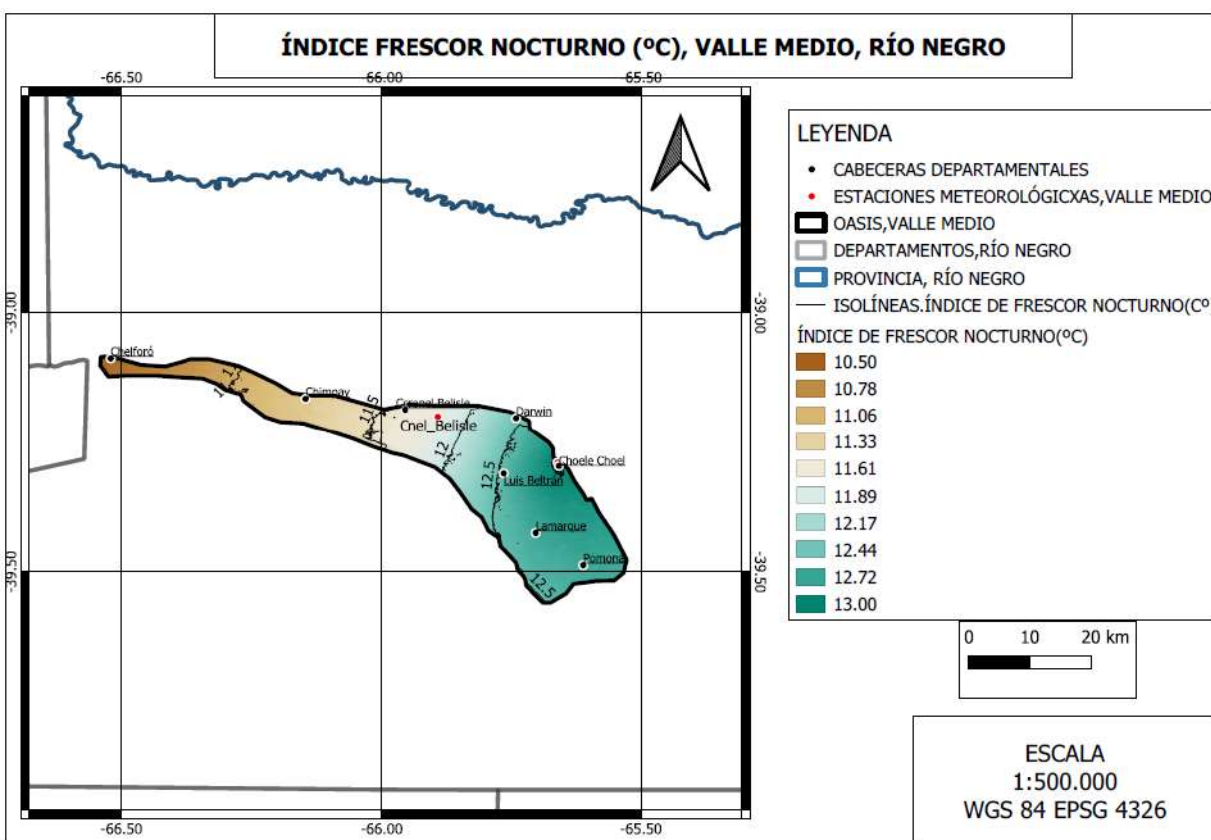 ÍNDICE FRESCOR NOCTURNO (ºC), VALLE MEDIO, RÍO NEGRO
-66.50
-66.00
-65.50
-39.00
-39.00
-39.50
-39.50
Chelforó
Chimpay
11.5
Coronel Belisle
Cnel_Belisle
Darwin
12
12.5
Choele Choel
Luis Beltrán
Lamarque
Pomona
12.5
-66.50
-66.00
-65.50
LEYENDA
CABECERAS DEPARTAMENTALES
ESTACIONES METEOROLÓGICXAS,VALLE MEDIO
OASIS,VALLE MEDIO
DEPARTAMENTOS,RÍO NEGRO
PROVINCIA, RÍO NEGRO
ISOLÍNEAS.ÍNDICE DE FRESCOR NOCTURNO(Cº
ÍNDICE DE FRESCOR NOCTURNO(ºC)
10.50
10.78
11.06
11.33
11.61
11.89
12.17
12.44
12.72
13.00
0 10 20 km
ESCALA
1:500.000
WGS 84 EPSG 4326